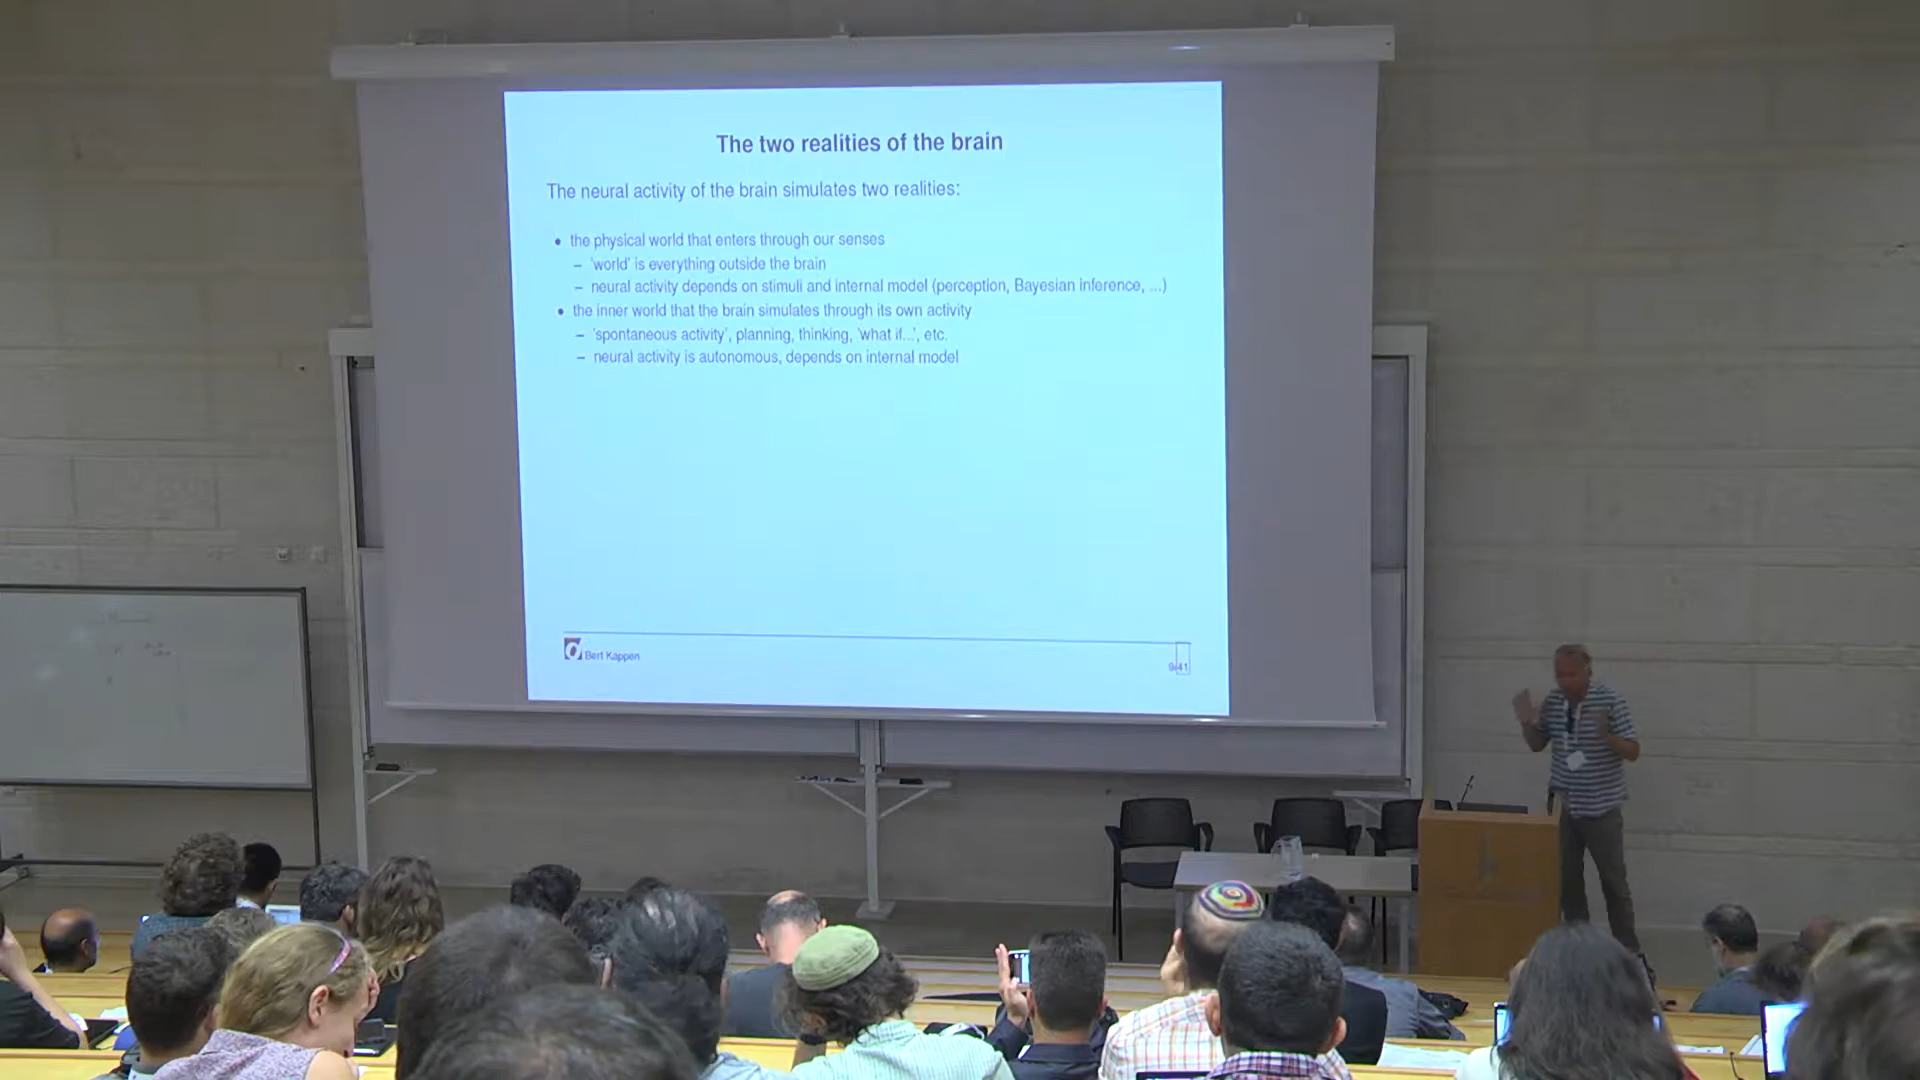 The two realities of the brain
The neural activity of the brain simulates two realities:
• the physical world that enters through our senses
– 'world' is everything outside the brain
– neural activity depends on stimuli and internal model (perception, Bayesian inference, ...)
• the inner world that the brain simulates through its own activity
– 'spontaneous activity', planning, thinking, 'what if...', etc.
– neural activity is autonomous, depends on internal model
Bert Kappen